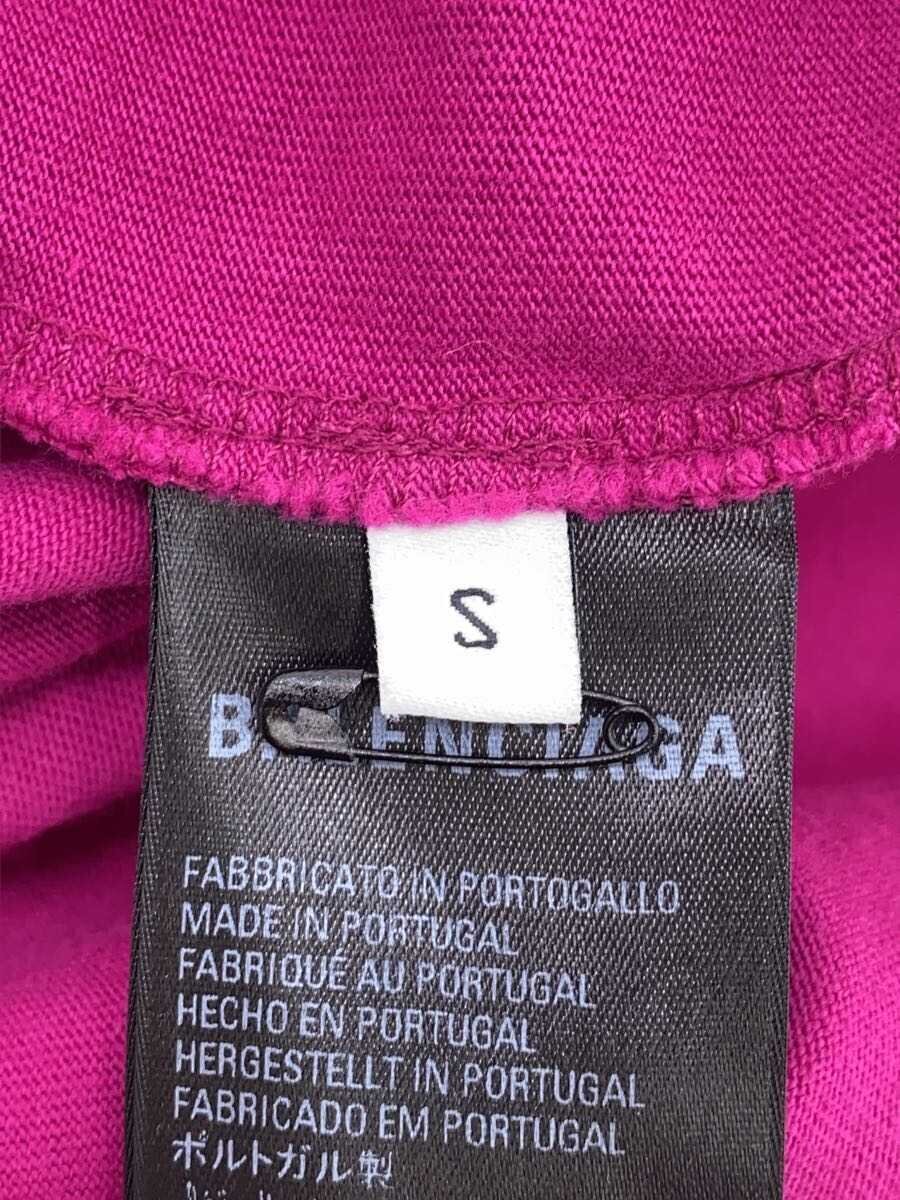 S
BALENCIAGA
FABBRICATO IN PORTOGALLO
MADE IN PORTUGAL
FABRIQUÉ AU PORTUGAL
HECHO EN PORTUGAL
HERGESTELLT IN PORTUGAL
FABRICADO EM PORTUGAL
ポルトガル製